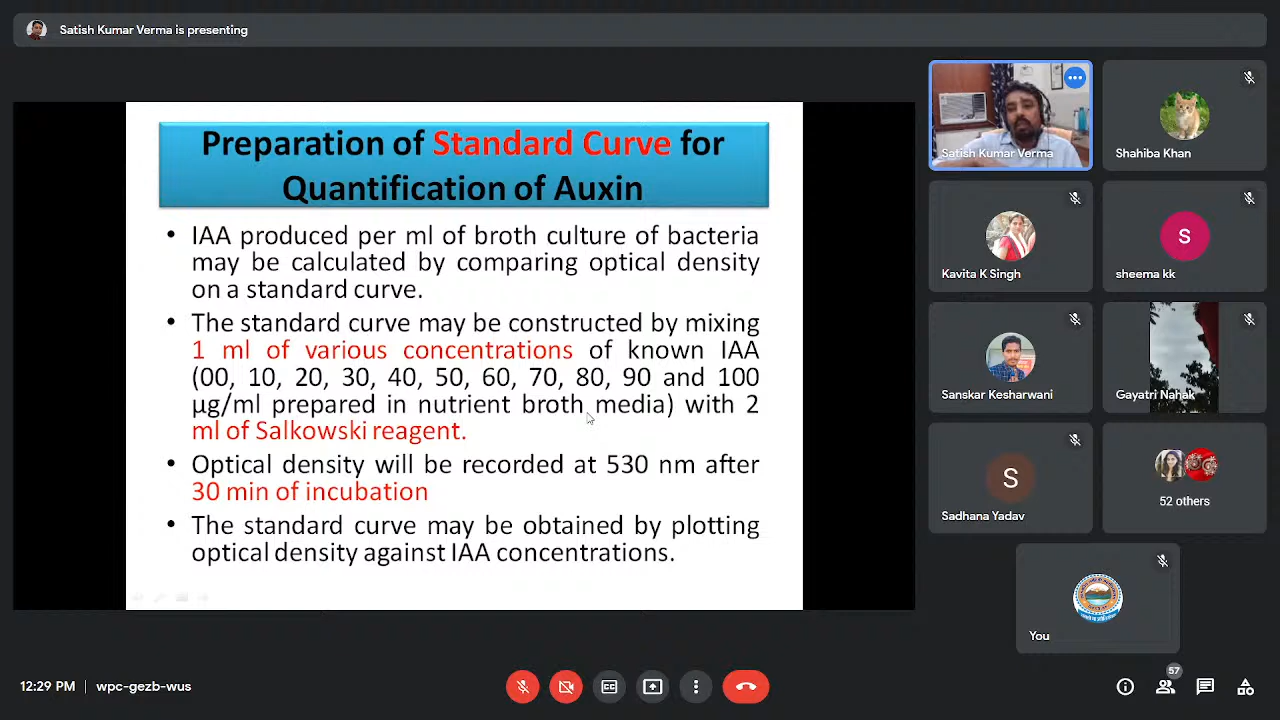 Satish Kumar Verma is presenting
Preparation of Standard Curve for
Quantification of Auxin
• IAA produced per ml of broth culture of bacteria
may be calculated by comparing optical density
on a standard curve.
• The standard curve may be constructed by mixing
1 ml of various concentrations of known IAA
(00, 10, 20, 30, 40, 50, 60, 70, 80, 90 and 100
µg/ml prepared in nutrient broth media) with 2
ml of Salkowski reagent.
• Optical density will be recorded at 530 nm after
30 min of incubation
• The standard curve may be obtained by plotting
optical density against IAA concentrations.
Satish Kumar Verma
Shahiba Khan
Kavita K Singh
S
sheema kk
Sanskar Kesharwani
Gayatri Nahak
S
Sadhana Yadav
52 others
You
12:29 PM | wpc-gezb-wus
CC
57